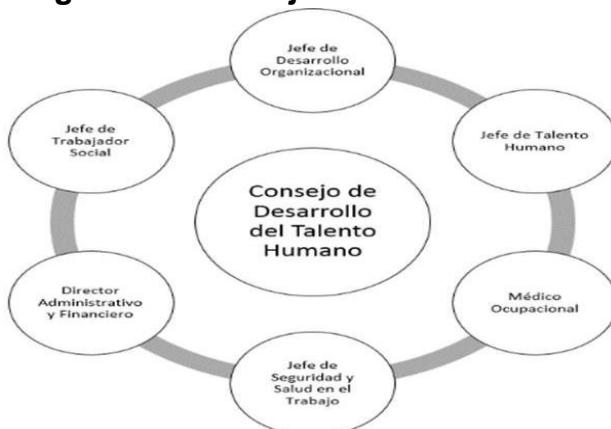 Jefe de
Desarrollo
Organizacional
Jefe de
Trabajador
Social
Jefe de Talento
Humano
Consejo de
Desarrollo
del Talento
Humano
Director
Administrativo
y Financiero
Médico
Ocupacional
Jefe de
Seguridad y
Salud en el
Trabajo